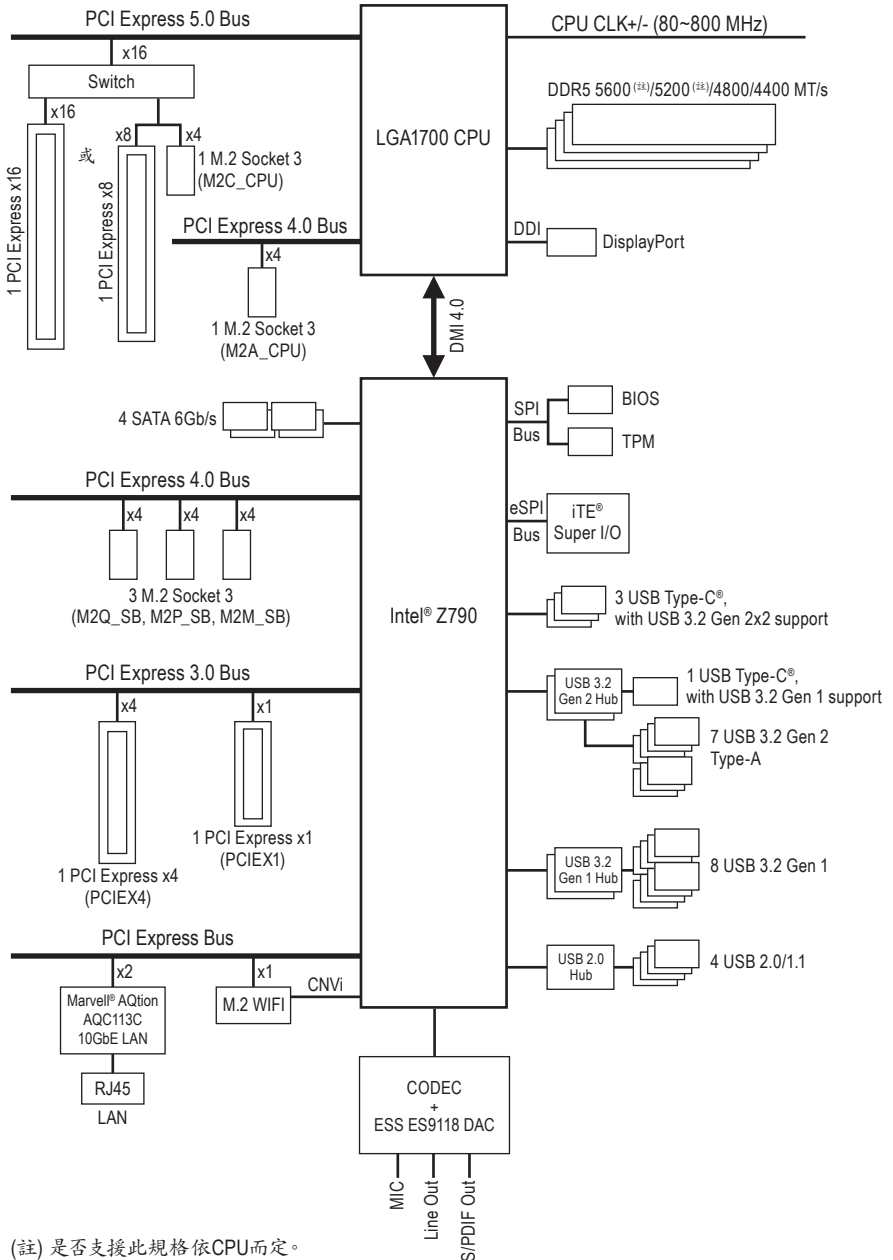 PCI Express 5.0 Bus
CPU CLK+/- (80~800 MHz)
x16
Switch
DDR5 5600 (註)/5200 (註)/4800/4400 MT/s
x16
或
x8
x4
LGA1700 CPU
1 M.2 Socket 3
(M2C_CPU)
1 PCI Express x16
1 PCI Express x8
PCI Express 4.0 Bus
DDI
DisplayPort
x4
1 M.2 Socket 3
(M2A_CPU)
DMI 4.0
4 SATA 6Gb/s
SPI
Bus
BIOS
TPM
PCI Express 4.0 Bus
x4
x4
x4
eSPI
Bus
iTE®
Super I/O
3 M.2 Socket 3
(M2Q_SB, M2P_SB, M2M_SB)
Intel® Z790
3 USB Type-C®,
with USB 3.2 Gen 2x2 support
PCI Express 3.0 Bus
USB 3.2
Gen 2 Hub
1 USB Type-C®,
with USB 3.2 Gen 1 support
x4
x1
7 USB 3.2 Gen 2
Type-A
1 PCI Express x1
(PCIEX1)
1 PCI Express x4
(PCIEX4)
USB 3.2
Gen 1 Hub
8 USB 3.2 Gen 1
PCI Express Bus
x2
x1
CNVi
USB 2.0
Hub
4 USB 2.0/1.1
Marvell® AQtion
AQC113C
10GbE LAN
M.2 WIFI
RJ45
LAN
CODEC
+
ESS ES9118 DAC
MIC
Line Out
S/PDIF Out
(註) 是否支援此規格依CPU而定。